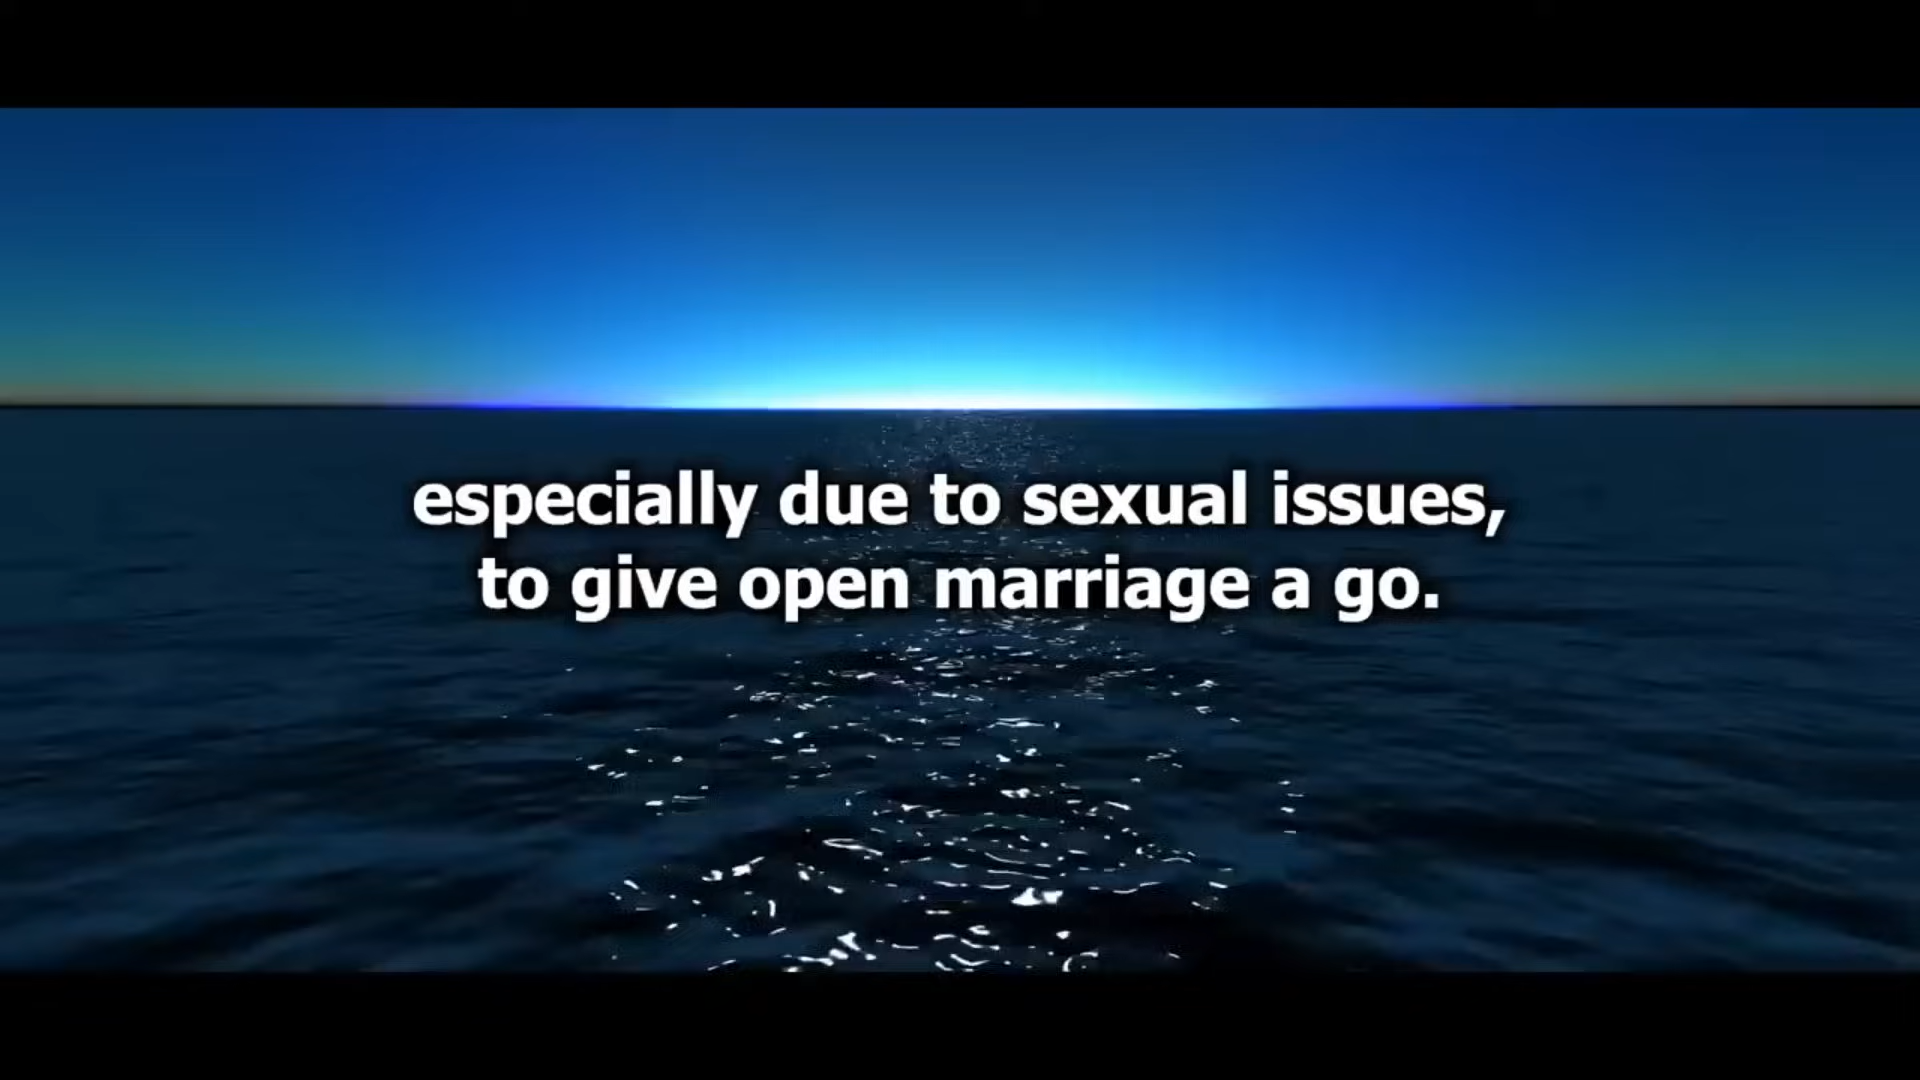 especially due to sexual issues,
to give open marriage a go.